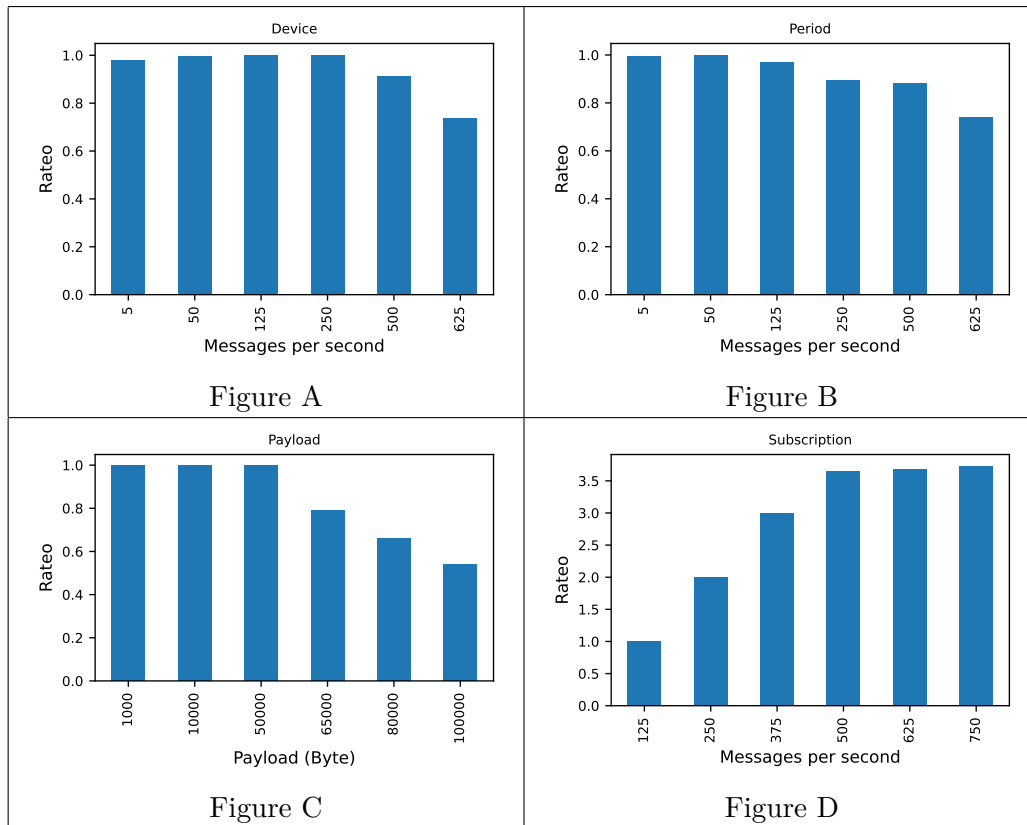 Device
1.0
0.8
0.6
0.4
0.2
0.0
Rateo
5 50 125 250 500 625
Messages per second
Figure A
Period
1.0
0.8
0.6
0.4
0.2
0.0
Rateo
5 50 125 250 500 625
Messages per second
Figure B
Payload
1.0
0.8
0.6
0.4
0.2
0.0
Rateo
1000 10000 50000 65000 80000 100000
Payload (Byte)
Figure C
Subscription
3.5
3.0
2.5
2.0
1.5
1.0
0.5
0.0
Rateo
125 250 375 500 625 750
Messages per second
Figure D